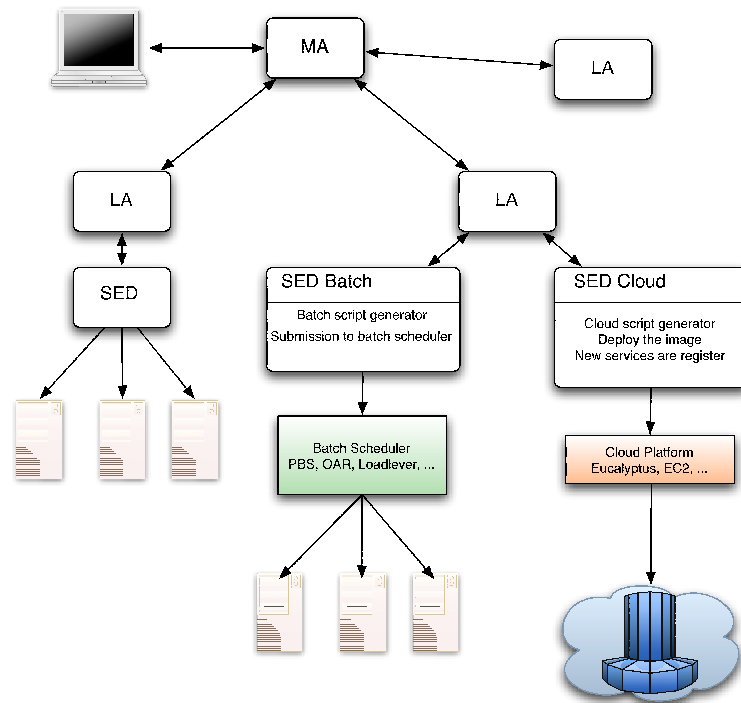 MA
LA
LA
LA
SED
SED Batch
Batch script generator
Submission to batch scheduler
SED Cloud
Cloud script generator
Deploy the image
New services are register
Batch Scheduler
PBS, OAR, Loadlever, ...
Cloud Platform
Eucalyptus, EC2, ...